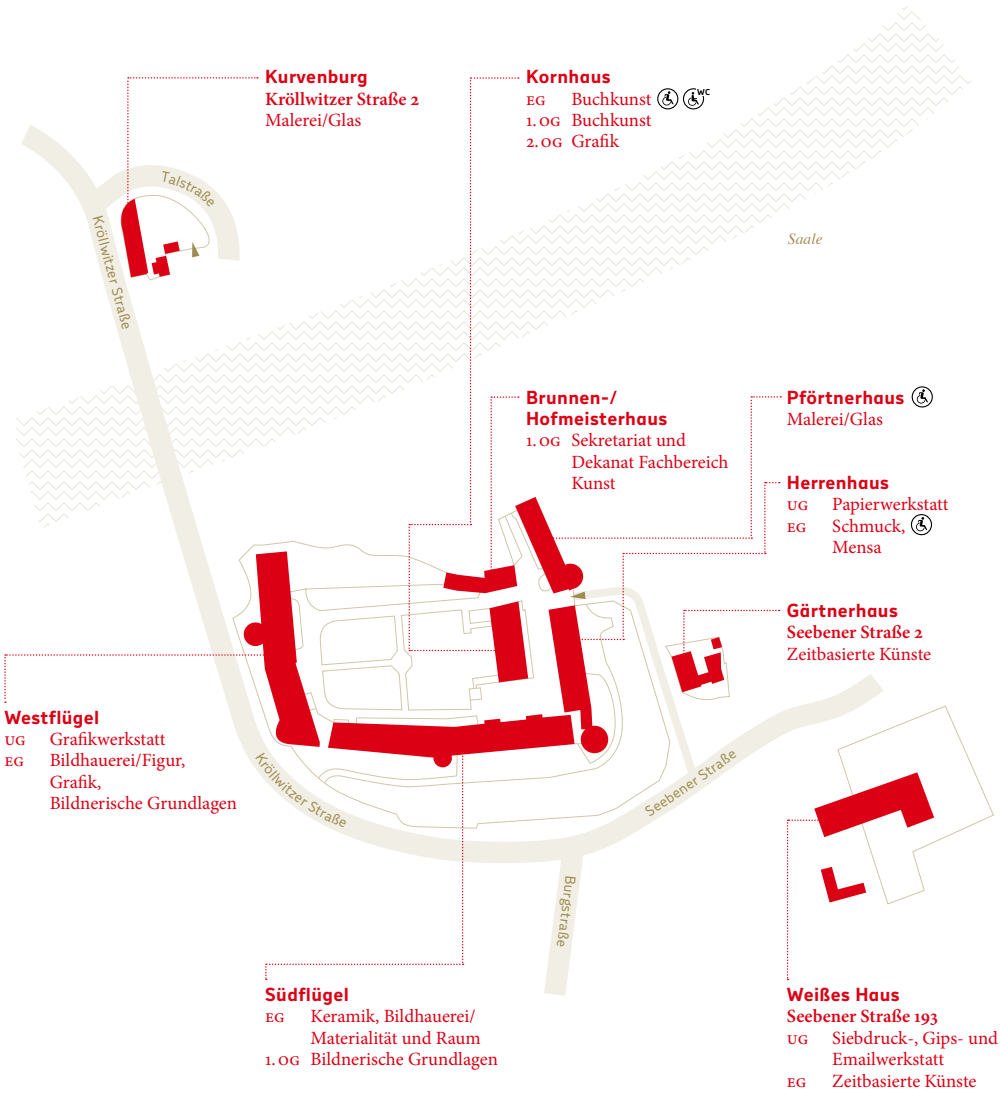 Kurvenburg
Kröllwitzer Straße 2
Malerei/Glas
Kornhaus
EG Buchkunst WC
1. OG Buchkunst
2. OG Grafik
Talstraße
Kröllwitzer Straße
Saale
Brunnen-/
Hofmeisterhaus
1. OG Sekretariat und
Dekanat Fachbereich
Kunst
Pförtnerhaus
Malerei/Glas
Herrenhaus
UG Papierwerkstatt
EG Schmuck,
Mensa
Gärtnerhaus
Seebener Straße 2
Zeitbasierte Künste
Westflügel
UG Grafikwerkstatt
EG Bildhauerei/Figur,
Grafik,
Bildnerische Grundlagen
Kröllwitzer Straße
Seebener Straße
Burgstraße
Südflügel
EG Keramik, Bildhauerei/
Materialität und Raum
1. OG Bildnerische Grundlagen
Weißes Haus
Seebener Straße 193
UG Siebdruck-, Gips- und
Emailwerkstatt
EG Zeitbasierte Künste